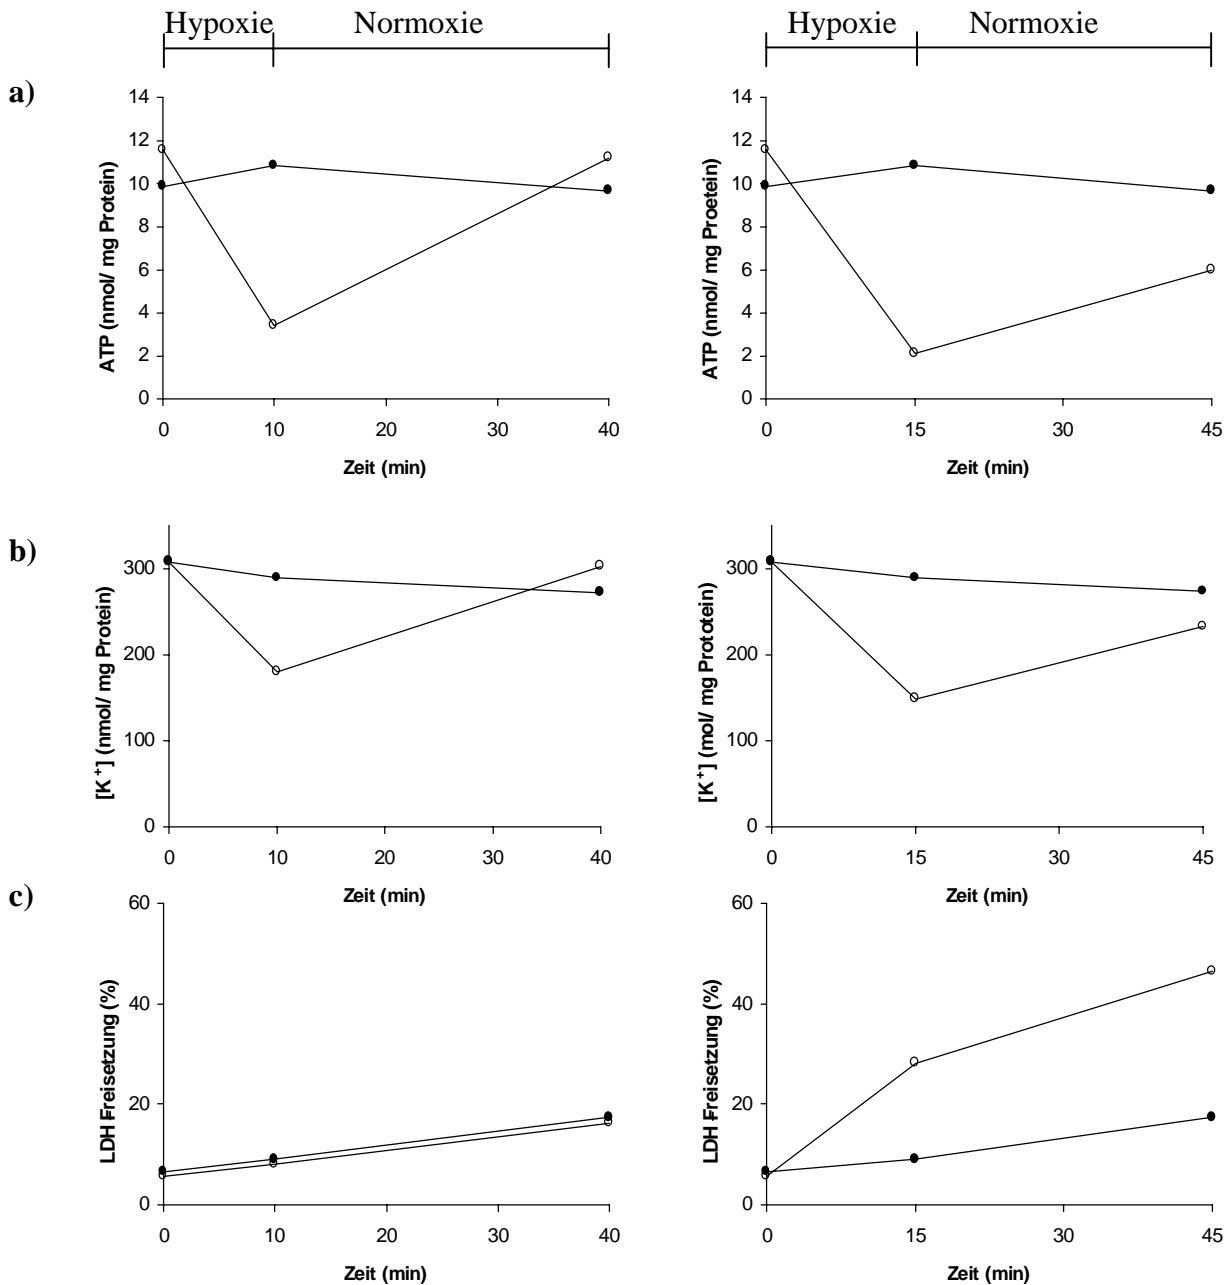 Hypoxie Normoxie
Hypoxie Normoxie
a)
ATP (nmol/ mg Protein)
14
12
10
8
6
4
2
0
0 10 20 30 40
Zeit (min)
ATP (nmol/ mg Proetein)
14
12
10
8
6
4
2
0
0 15 30 45
Zeit (min)
b)
[K+] (nmol/ mg Protein)
300
200
100
0
0 10 20 30 40
Zeit (min)
[K+] (mol/ mg Prototein)
300
200
100
0
0 15 30 45
Zeit (min)
c)
LDH-Freisetzung (%)
60
40
20
0
0 10 20 30 40
Zeit (min)
LDH-Freisetzung (%)
60
40
20
0
0 15 30 45
Zeit (min)